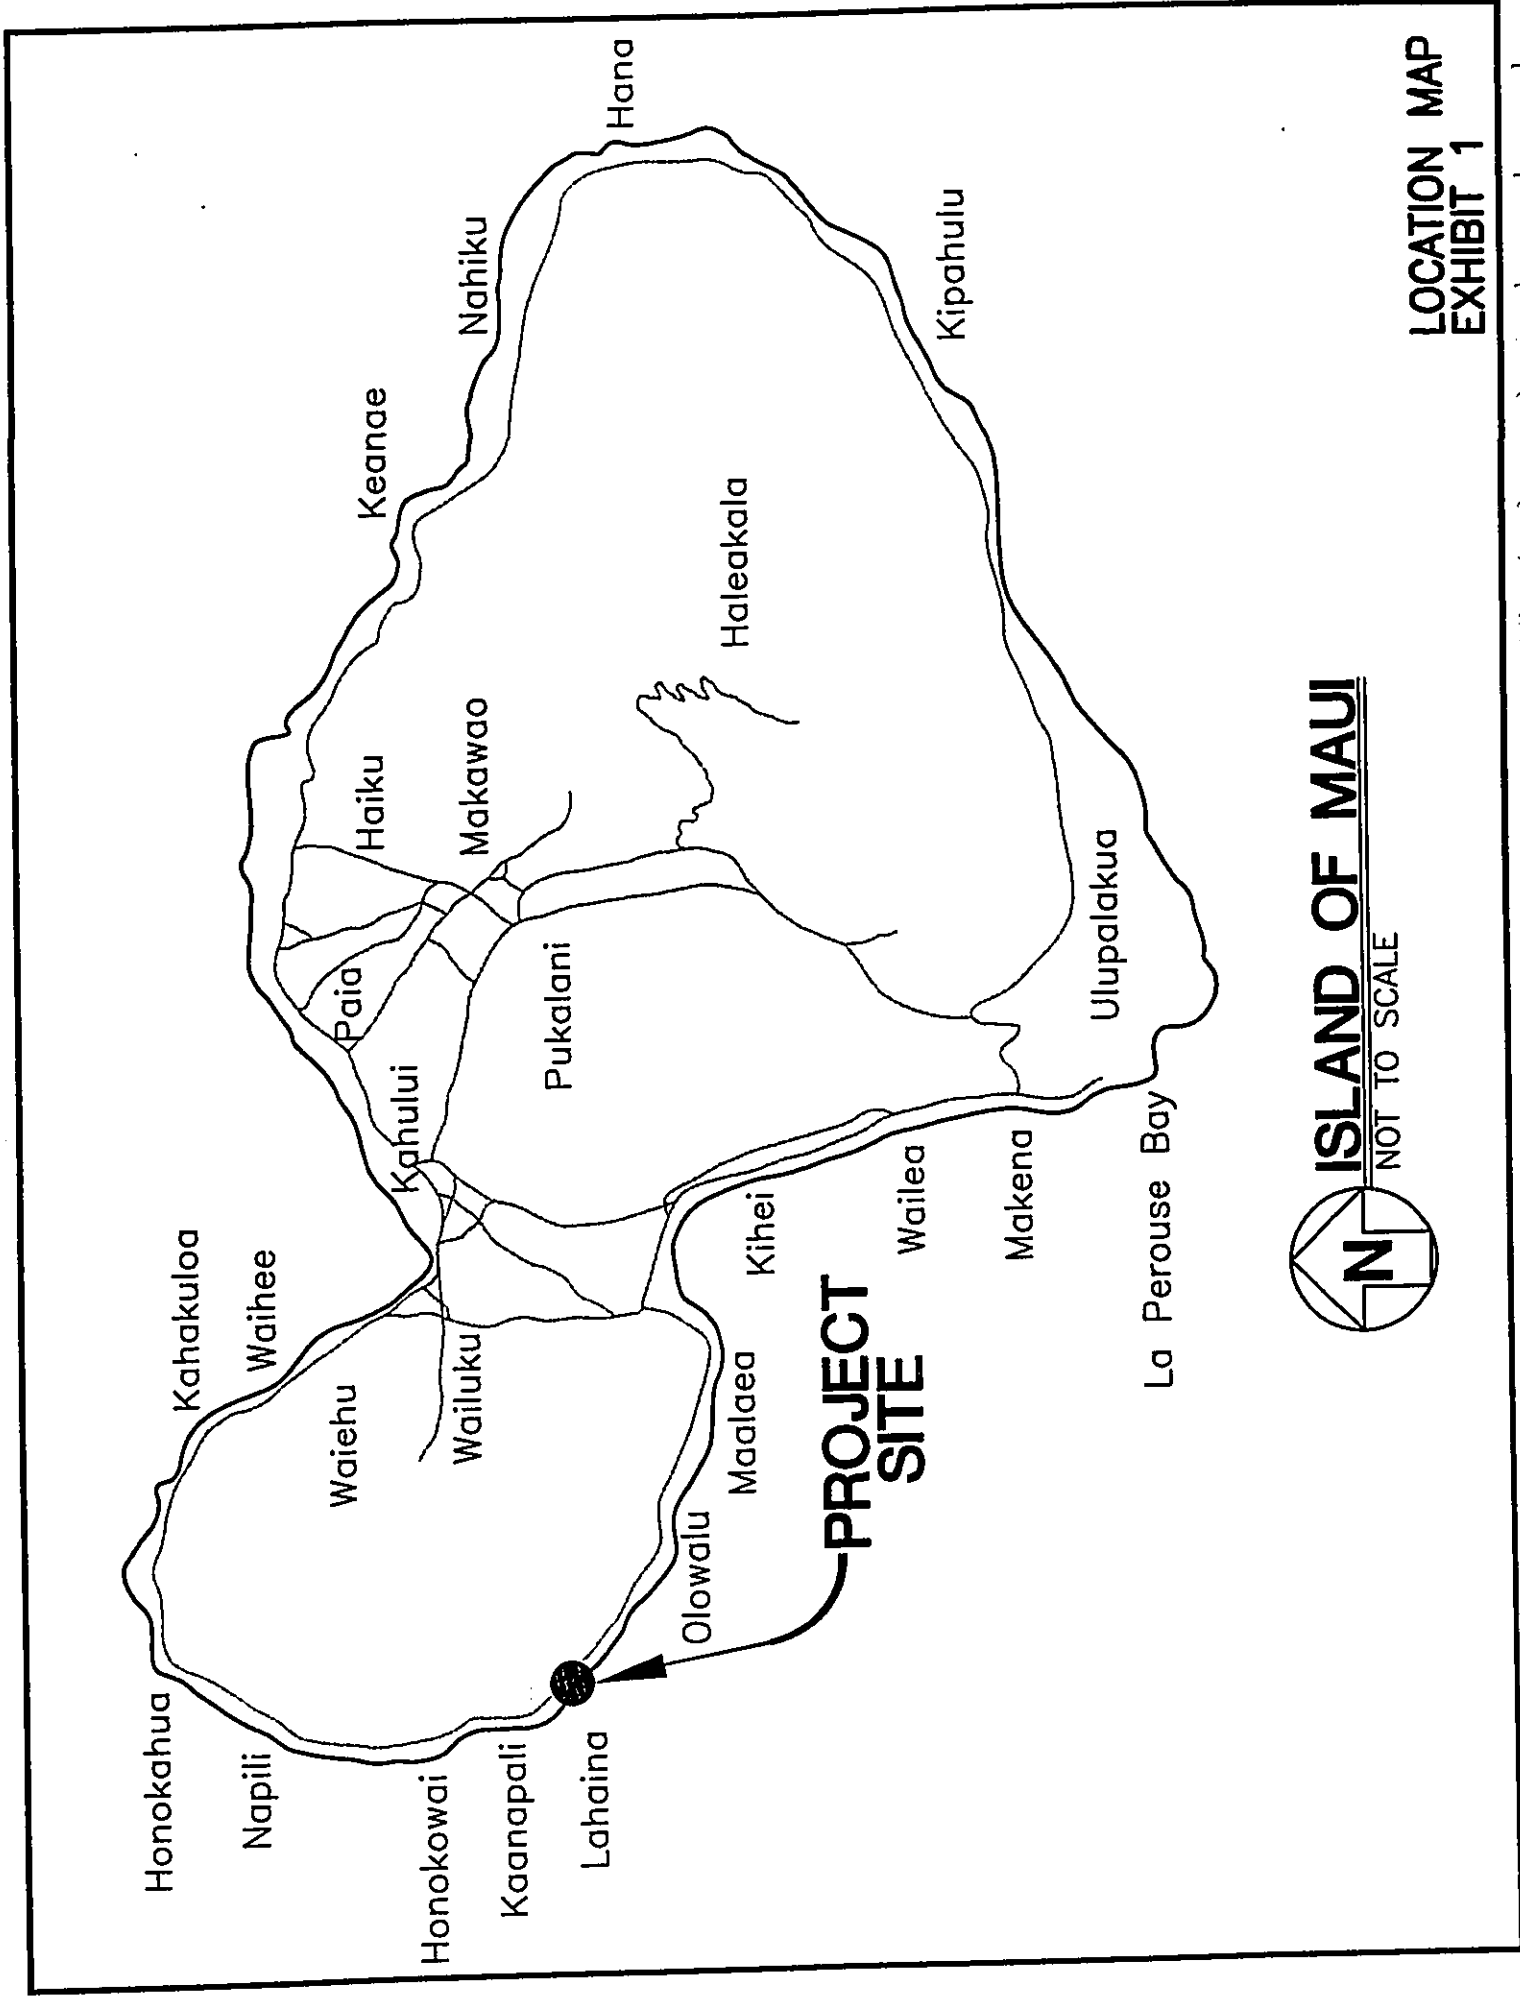 Honokahua
Napili
Honokowai
Kaanapali
Lahaina
Kahakuloa
Waihee
Waiehu
Wailuku
Olowalu
Maalaea
PROJECT
SITE
Kahului
Paia
Haiku
Makawao
Pukalani
Keanae
Nahiku
Hana
Haleakala
Kipahulu
Kihei
Wailea
Makena
La Perouse Bay
Ulupalakua
N
ISLAND OF MAUI
NOT TO SCALE
LOCATION MAP
EXHIBIT 1